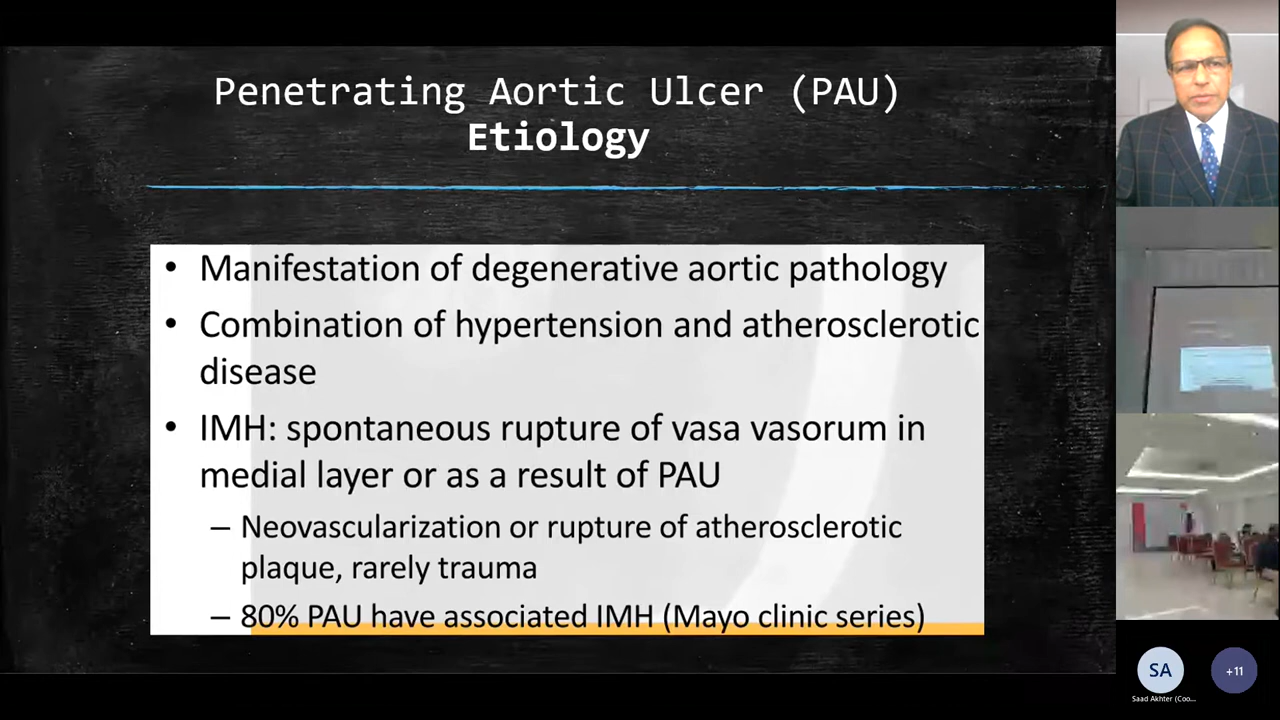 Penetrating Aortic Ulcer (PAU)
Etiology
• Manifestation of degenerative aortic pathology
• Combination of hypertension and atherosclerotic
disease
• IMH: spontaneous rupture of vasa vasorum in
medial layer or as a result of PAU
– Neovascularization or rupture of atherosclerotic
plaque, rarely trauma
– 80% PAU have associated IMH (Mayo clinic series)
SA
+11
Saad Akhter (Coo...